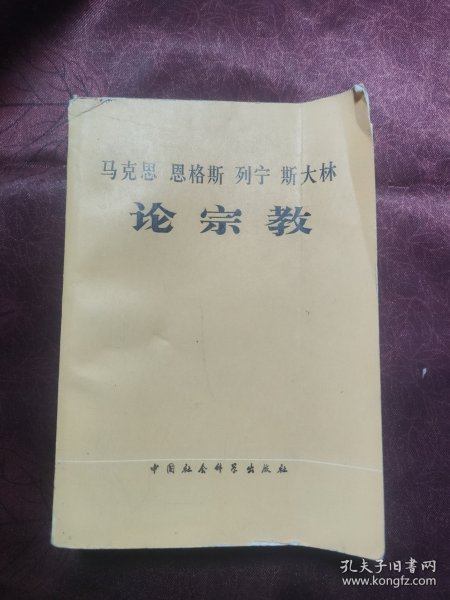 马克思 恩格斯 列宁 斯大林
论宗教
中国社会科学出版社
孔夫子旧书网
www.kongfz.com